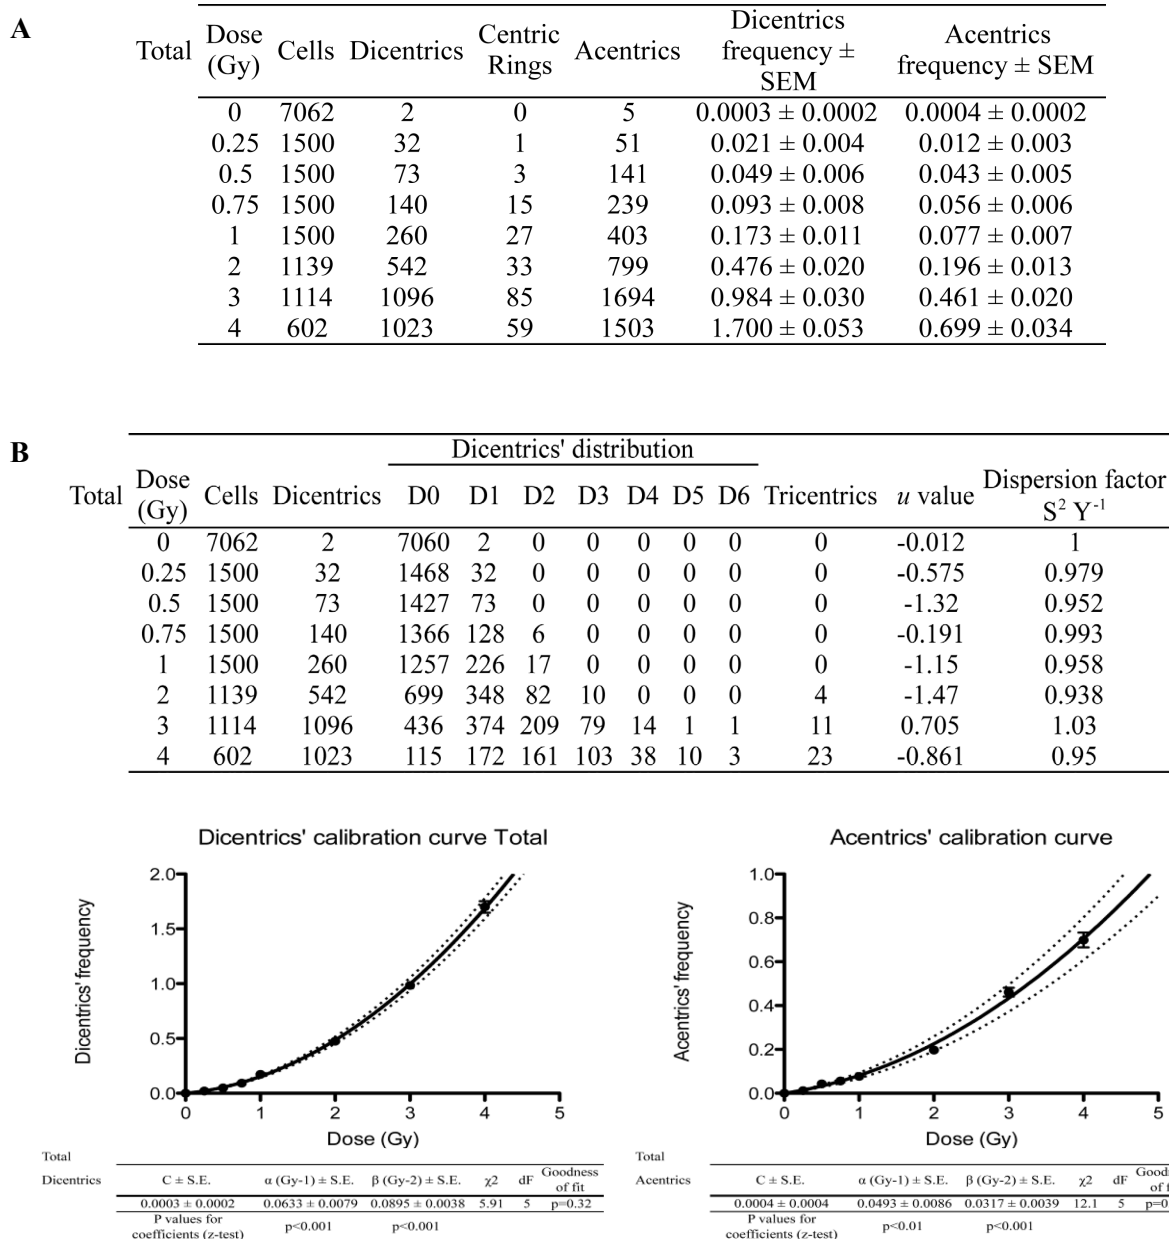 A
Total Dose (Gy) Cells Dicentrics Centric Rings Acentrics Dicentrics frequency ± SEM Acentrics frequency ± SEM
0 7062 2 0 5 0.0003 ± 0.0002 0.0004 ± 0.0002
0.25 1500 32 1 51 0.021 ± 0.004 0.012 ± 0.003
0.5 1500 73 3 141 0.049 ± 0.006 0.043 ± 0.005
0.75 1500 140 15 239 0.093 ± 0.008 0.056 ± 0.006
1 1500 260 27 403 0.173 ± 0.011 0.077 ± 0.007
2 1139 542 33 799 0.476 ± 0.020 0.196 ± 0.013
3 1114 1096 85 1694 0.984 ± 0.030 0.461 ± 0.020
4 602 1023 59 1503 1.700 ± 0.053 0.699 ± 0.034
B
Dicentrics' distribution
Total Dose (Gy) Cells Dicentrics D0 D1 D2 D3 D4 D5 D6 Tricentrics u value Dispersion factor S² Y⁻¹
0 7062 2 7060 2 0 0 0 0 0 0 -0.012 1
0.25 1500 32 1468 32 0 0 0 0 0 0 -0.575 0.979
0.5 1500 73 1427 73 0 0 0 0 0 0 -1.32 0.952
0.75 1500 140 1366 128 6 0 0 0 0 0 -0.191 0.993
1 1500 260 1257 226 17 0 0 0 0 0 -1.15 0.958
2 1139 542 699 348 82 10 0 0 0 4 -1.47 0.938
3 1114 1096 436 374 209 79 14 1 1 11 0.705 1.03
4 602 1023 115 172 161 103 38 10 3 23 -0.861 0.95
Dicentrics' calibration curve Total
Dicentrics' frequency
2.0
1.5
1.0
0.5
0.0
0 1 2 3 4 5
Dose (Gy)
Total
Dicentrics C ± S.E. α (Gy-1) ± S.E. β (Gy-2) ± S.E. χ2 dF Goodness of fit
0.0003 ± 0.0002 0.0633 ± 0.0079 0.0895 ± 0.0038 5.91 5 p=0.32
P values for coefficients (z-test) p<0.001 p<0.001
Acentrics' calibration curve
Acentrics' frequency
1.0
0.8
0.6
0.4
0.2
0.0
0 1 2 3 4 5
Dose (Gy)
Total
Acentrics C ± S.E. α (Gy-1) ± S.E. β (Gy-2) ± S.E. χ2 dF of fit
0.0004 ± 0.0004 0.0493 ± 0.0086 0.0317 ± 0.0039 12.1 5
P values for coefficients (z-test) p<0.01 p<0.001